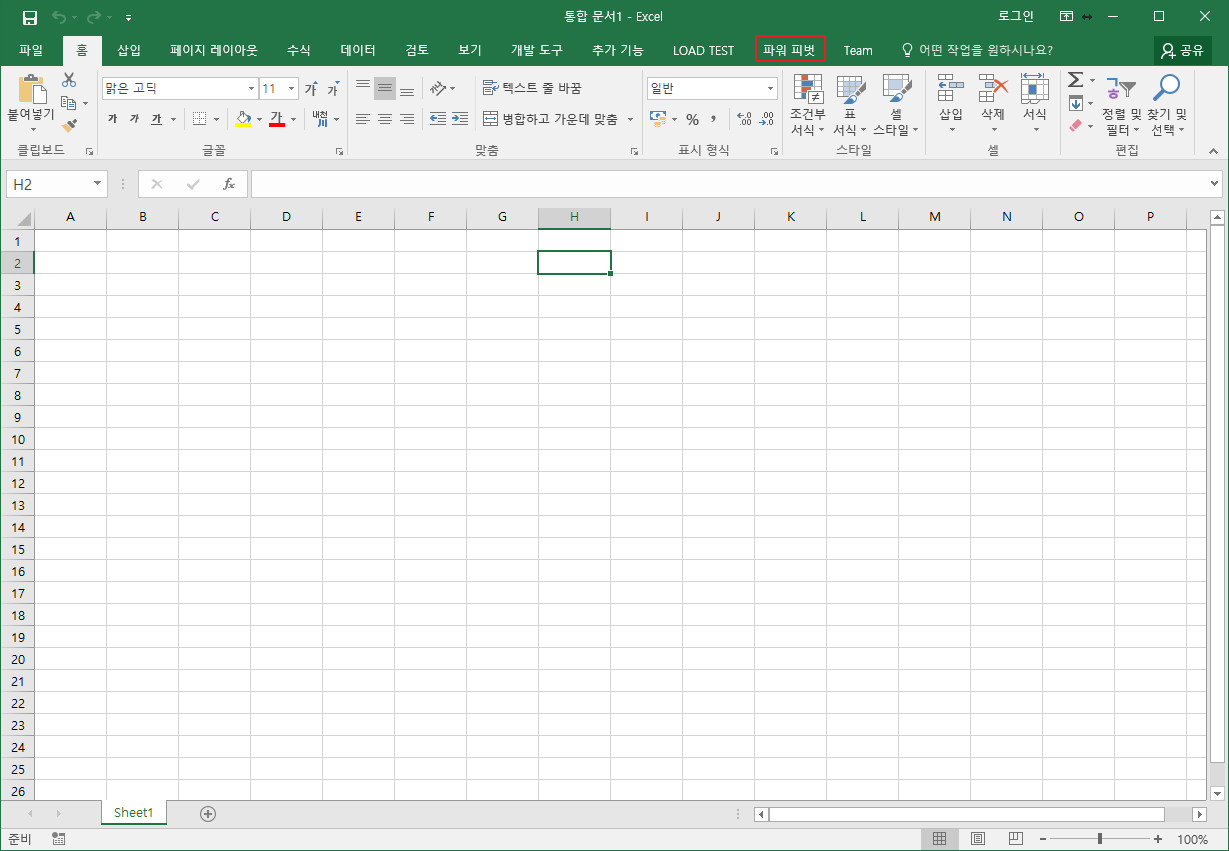 통합 문서1 - Excel
로그인
파일 홈 삽입 페이지 레이아웃 수식 데이터 검토 보기 개발 도구 추가 기능 LOAD TEST 파워 피벗 Team 어떤 작업을 원하시나요? 공유
붙여넣기
클립보드
맑은 고딕 11 가 가
가 가 가 가 내천
글꼴
텍스트 줄 바꿈
병합하고 가운데 맞춤
맞춤
일반
% , .0 .00 .00 .0
표시 형식
조건부 서식
표 서식
셀 스타일
스타일
삽입 삭제 서식
셀
Σ
정렬 및 필터
찾기 및 선택
편집
H2 fx
A B C D E F G H I J K L M N O P
1
2
3
4
5
6
7
8
9
10
11
12
13
14
15
16
17
18
19
20
21
22
23
24
25
26
Sheet1
준비 100%